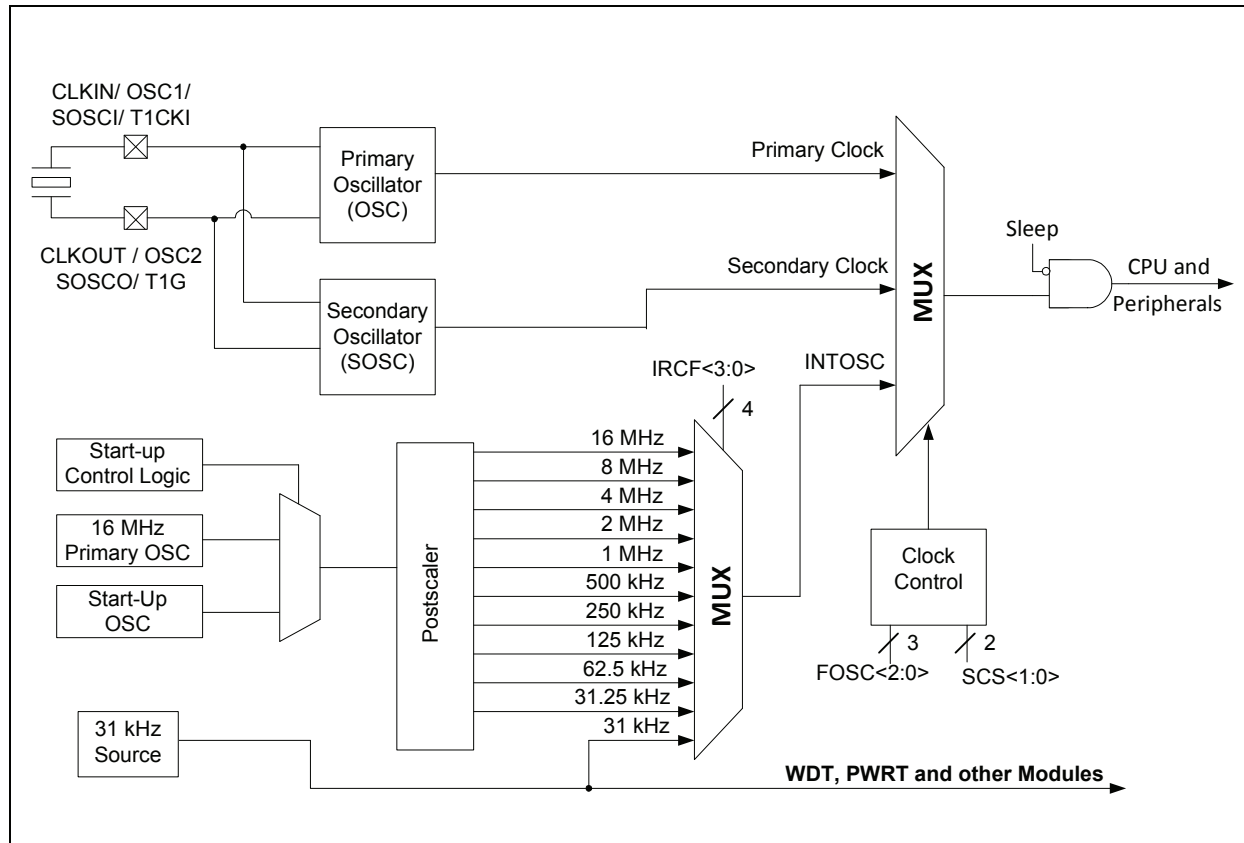 CLKIN/ OSC1/
SOSCI/ T1CKI
Primary
Oscillator
(OSC)
Primary Clock
CLKOUT / OSC2
SOSCO/ T1G
Secondary
Oscillator
(SOSC)
Secondary Clock
MUX
Sleep
CPU and
Peripherals
IRCF<3:0>
4
INTOSC
Start-up
Control Logic
16 MHz
Primary OSC
Start-Up
OSC
Postscaler
16 MHz
8 MHz
4 MHz
2 MHz
1 MHz
500 kHz
250 kHz
125 kHz
62.5 kHz
31.25 kHz
31 kHz
MUX
Clock
Control
3
2
FOSC<2:0>
SCS<1:0>
31 kHz
Source
WDT, PWRT and other Modules